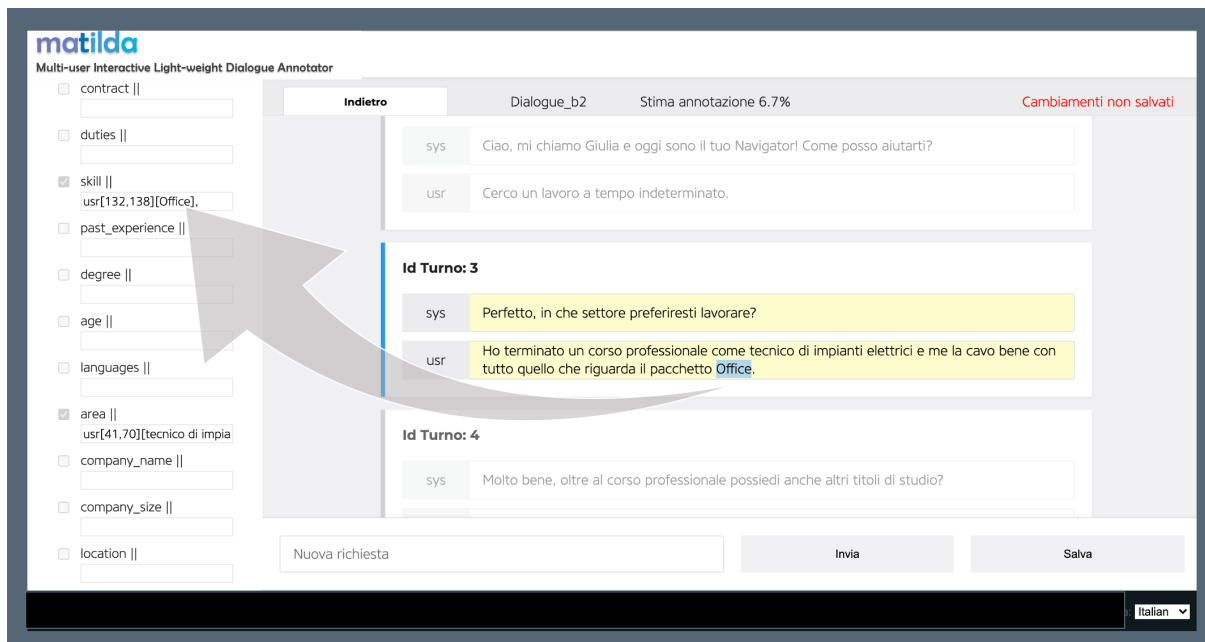 matilda
Multi-user Interactive Light-weight Dialogue Annotator
contract ||
duties ||
skill ||
usr[132,138][Office],
past_experience ||
degree ||
age ||
languages ||
area ||
usr[41,70][tecnico di impia
company_name ||
company_size ||
location ||
Indietro
Dialogue_b2
Stima annotazione 6.7%
Cambiamenti non salvati
sys
Ciao, mi chiamo Giulia e oggi sono il tuo Navigator! Come posso aiutarti?
usr
Cerco un lavoro a tempo indeterminato.
Id Turno: 3
sys
Perfetto, in che settore preferiresti lavorare?
usr
Ho terminato un corso professionale come tecnico di impianti elettrici e me la cavo bene con
tutto quello che riguarda il pacchetto Office.
Id Turno: 4
sys
Molto bene, oltre al corso professionale possiedi anche altri titoli di studio?
Nuova richiesta
Invia
Salva
Italian